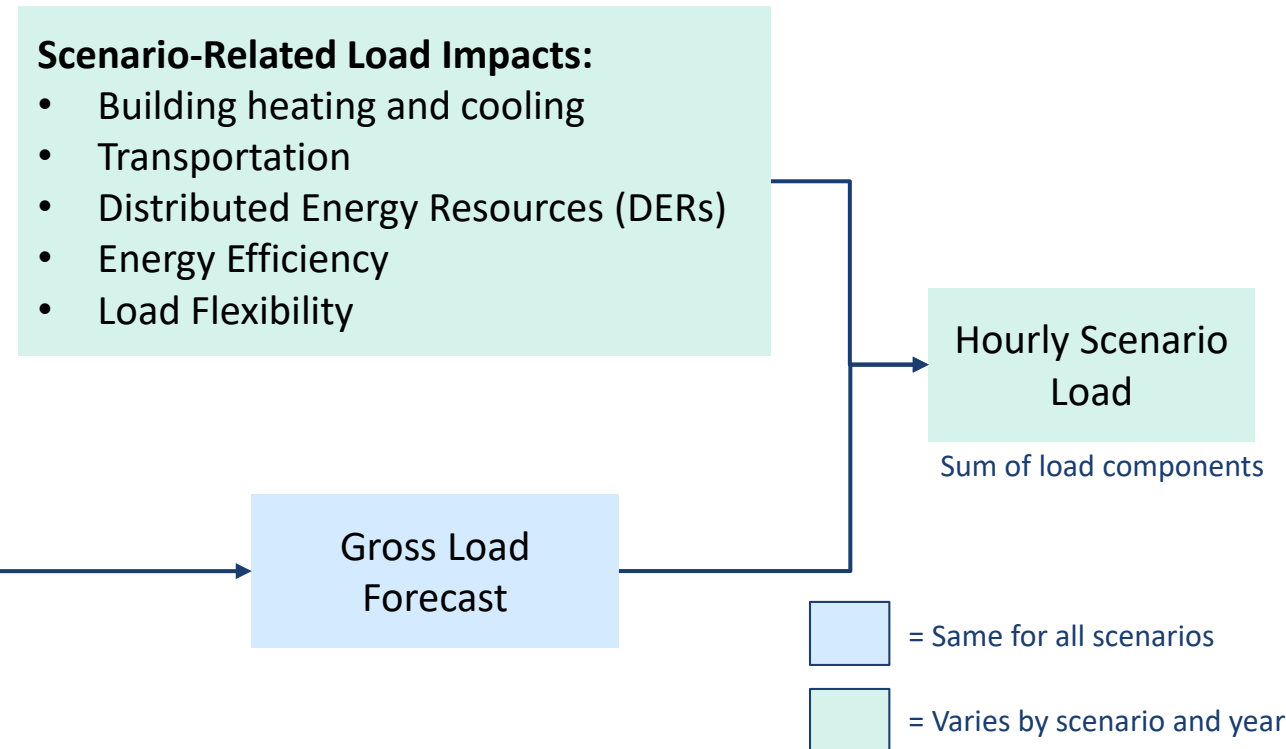 Scenario-Related Load Impacts:
• Building heating and cooling
• Transportation
• Distributed Energy Resources (DERs)
• Energy Efficiency
• Load Flexibility
Hourly Scenario
Load
Sum of load components
Gross Load
Forecast
= Same for all scenarios
= Varies by scenario and year